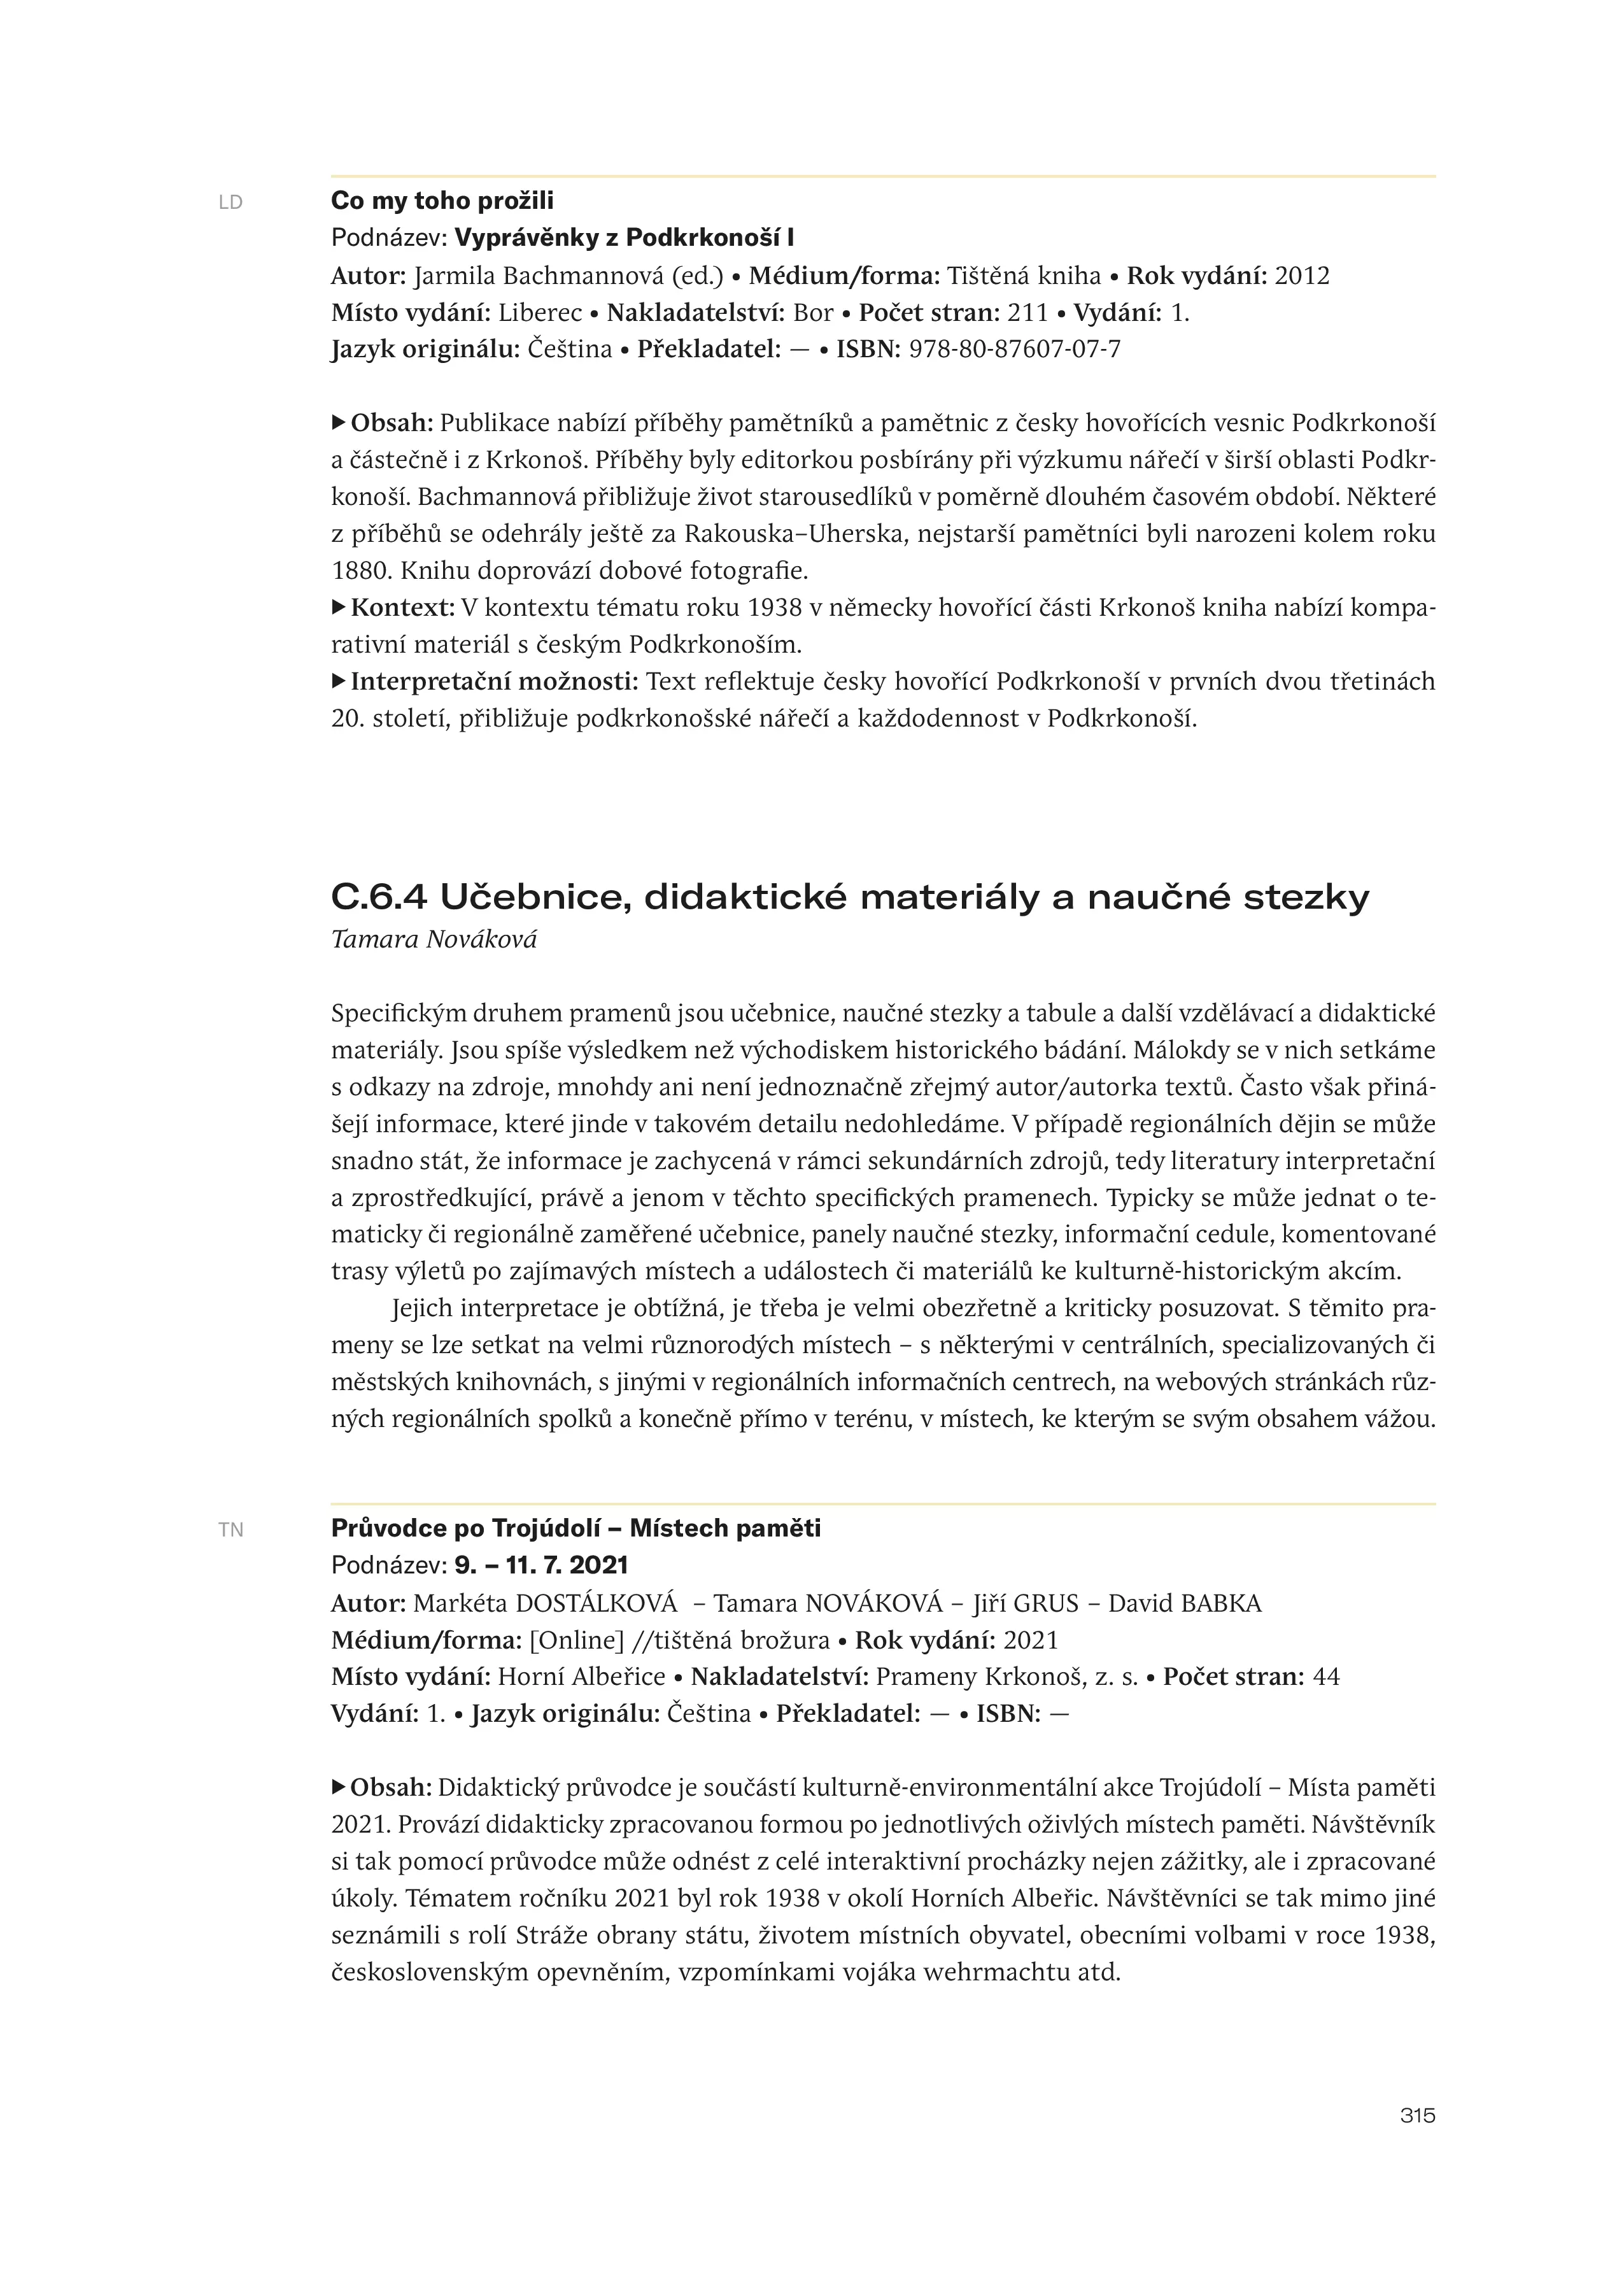 LD
Co my toho prožili
Podnázev: Vyprávěnky z Podkrkonoší I
Autor: Jarmila Bachmannová (ed.) • Médium/forma: Tištěná kniha • Rok vydání: 2012
Místo vydání: Liberec • Nakladatelství: Bor • Počet stran: 211 • Vydání: 1.
Jazyk originálu: Čeština • Překladatel: — • ISBN: 978-80-87607-07-7
▶ Obsah: Publikace nabízí příběhy pamětníků a pamětnic z česky hovořících vesnic Podkrkonoší
a částečně i z Krkonoš. Příběhy byly editorkou posbírány při výzkumu nářečí v širší oblasti Podkr-
konoší. Bachmannová přibližuje život starousedlíků v poměrně dlouhém časovém období. Některé
z příběhů se odehrály ještě za Rakouska–Uherska, nejstarší pamětníci byli narozeni kolem roku
1880. Knihu doprovází dobové fotografie.
▶ Kontext: V kontextu tématu roku 1938 v německy hovořící části Krkonoš kniha nabízí kompa-
rativní materiál s českým Podkrkonoším.
▶ Interpretační možnosti: Text reflektuje česky hovořící Podkrkonoší v prvních dvou třetinách
20. století, přibližuje podkrkonošské nářečí a každodennost v Podkrkonoší.
C.6.4 Učebnice, didaktické materiály a naučné stezky
Tamara Nováková
Specifickým druhem pramenů jsou učebnice, naučné stezky a tabule a další vzdělávací a didaktické
materiály. Jsou spíše výsledkem než východiskem historického bádání. Málokdy se v nich setkáme
s odkazy na zdroje, mnohdy ani není jednoznačně zřejmý autor/autorka textů. Často však přiná-
šejí informace, které jinde v takovém detailu nedohledáme. V případě regionálních dějin se může
snadno stát, že informace je zachycená v rámci sekundárních zdrojů, tedy literatury interpretační
a zprostředkující, právě a jenom v těchto specifických pramenech. Typicky se může jednat o te-
maticky či regionálně zaměřené učebnice, panely naučné stezky, informační cedule, komentované
trasy výletů po zajímavých místech a událostech či materiálů ke kulturně-historickým akcím.
Jejich interpretace je obtížná, je třeba je velmi obezřetně a kriticky posuzovat. S těmito pra-
meny se lze setkat na velmi různorodých místech – s některými v centrálních, specializovaných či
městských knihovnách, s jinými v regionálních informačních centrech, na webových stránkách růz-
ných regionálních spolků a konečně přímo v terénu, v místech, ke kterým se svým obsahem vážou.
TN
Průvodce po Trojúdolí – Místech paměti
Podnázev: 9. – 11. 7. 2021
Autor: Markéta DOSTÁLKOVÁ – Tamara NOVÁKOVÁ – Jiří GRUS – David BABKA
Médium/forma: [Online] //tištěná brožura • Rok vydání: 2021
Místo vydání: Horní Albeřice • Nakladatelství: Prameny Krkonoš, z. s. • Počet stran: 44
Vydání: 1. • Jazyk originálu: Čeština • Překladatel: — • ISBN: —
▶ Obsah: Didaktický průvodce je součástí kulturně-environmentální akce Trojúdolí – Místa paměti
2021. Provází didakticky zpracovanou formou po jednotlivých oživlých místech paměti. Návštěvník
si tak pomocí průvodce může odnést z celé interaktivní procházky nejen zážitky, ale i zpracované
úkoly. Tématem ročníku 2021 byl rok 1938 v okolí Horních Albeřic. Návštěvníci se tak mimo jiné
seznámili s rolí Stráže obrany státu, životem místních obyvatel, obecními volbami v roce 1938,
československým opevněním, vzpomínkami vojáka wehrmachtu atd.
315